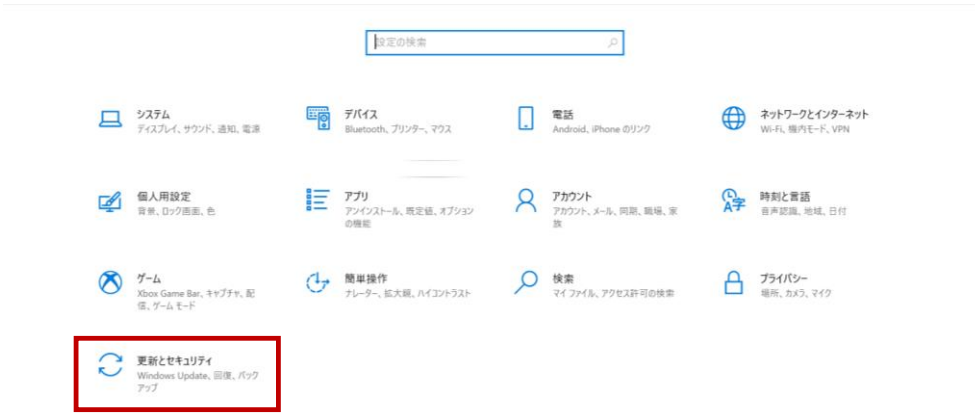 設定の検索
システム
ディスプレイ、サウンド、通知、電源
デバイス
Bluetooth、プリンター、マウス
電話
Android、iPhone のリンク
ネットワークとインターネット
Wi-Fi、機内モード、VPN
個人用設定
背景、ロック画面、色
アプリ
アンインストール、既定値、オプション
の機能
アカウント
アカウント、メール、同期、職場、家
族
時刻と言語
音声認識、地域、日付
ゲーム
Xbox Game Bar、キャプチャ、配
信、ゲーム モード
簡単操作
ナレーター、拡大鏡、ハイコントラスト
検索
マイ ファイル、アクセス許可の検索
プライバシー
場所、カメラ、マイク
更新とセキュリティ
Windows Update、回復、バック
アップ